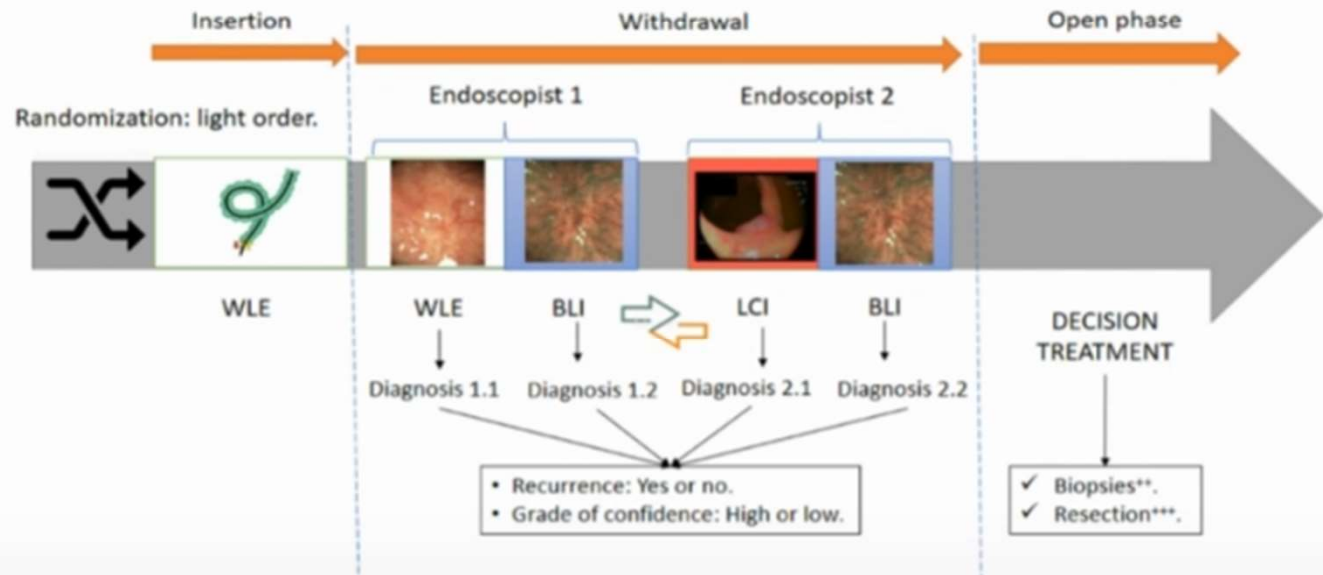 Insertion
Withdrawal
Open phase
Endoscopist 1
Endoscopist 2
Randomization: light order.
WLE
WLE
BLI
LCI
BLI
DECISION
TREATMENT
Diagnosis 1.1
Diagnosis 1.2
Diagnosis 2.1
Diagnosis 2.2
• Recurrence: Yes or no.
• Grade of confidence: High or low.
✓ Biopsies⁺⁺.
✓ Resection⁺⁺⁺.